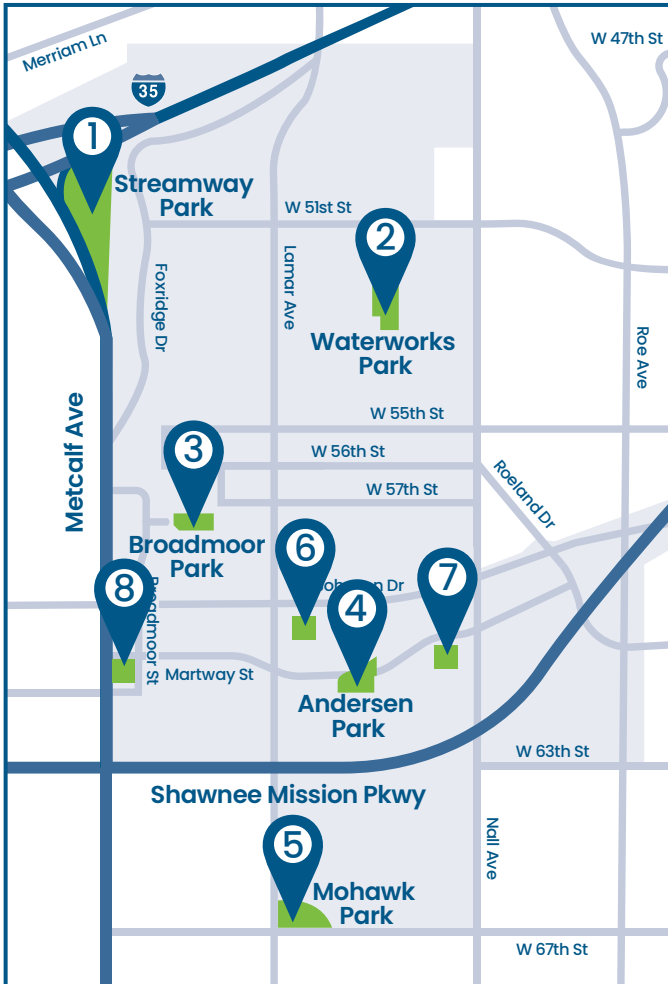 Merriam Ln
W 47th St
35
1
Streamway
Park
W 51st St
2
Foxridge Dr
Lamar Ave
Waterworks
Park
Roe Ave
Metcalf Ave
W 55th St
3
W 56th St
Roeland Dr
W 57th St
Broadmoor
Park
6
7
8
Dr
4
St
Martway St
Andersen
Park
W 63th St
Shawnee Mission Pkwy
Nall Ave
5
Mohawk
Park
W 67th St